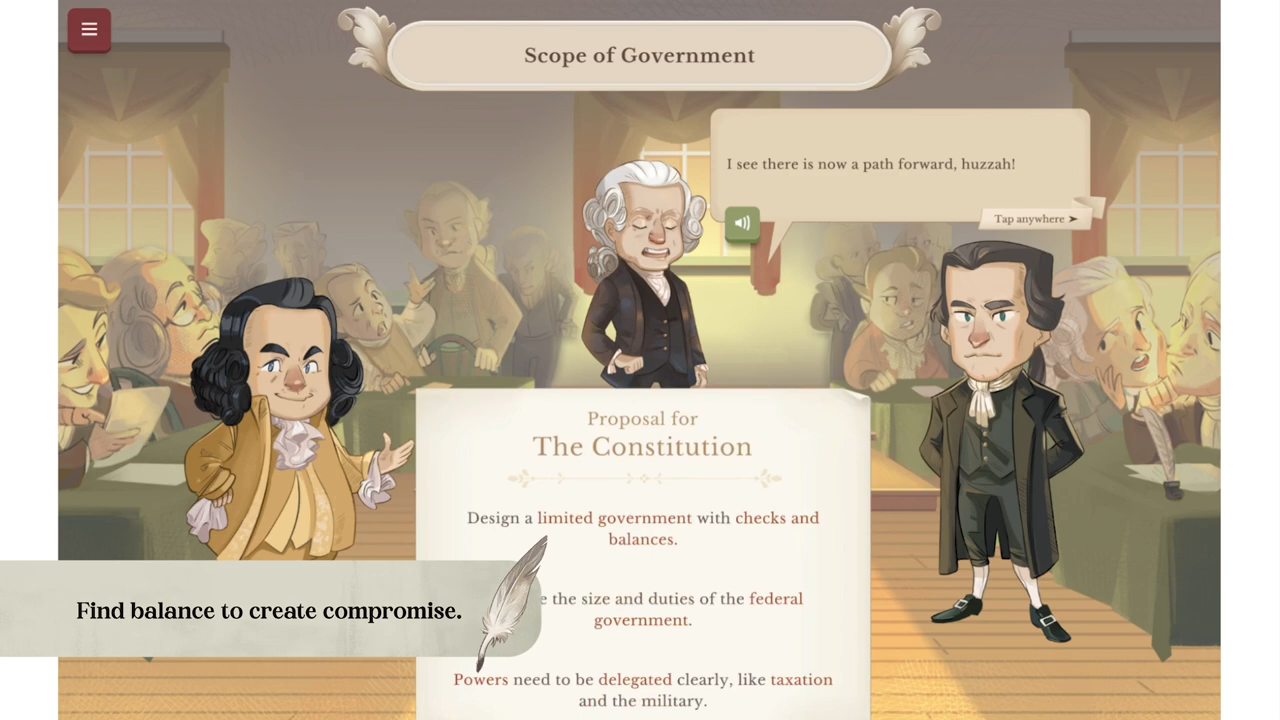 Scope of Government
I see there is now a path forward, huzzah!
Tap anywhere ➤
Proposal for
The Constitution
Design a limited government with checks and
balances.
the size and duties of the federal
government.
Powers need to be delegated clearly, like taxation
and the military.
Find balance to create compromise.